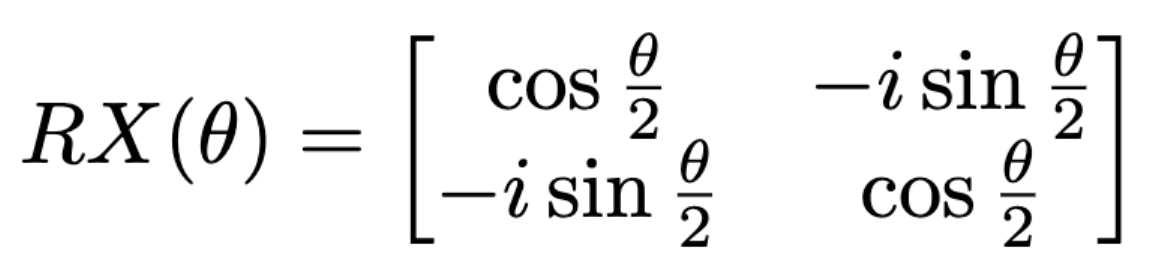 RX(θ) = [ cos θ/2   −i sin θ/2
−i sin θ/2   cos θ/2 ]